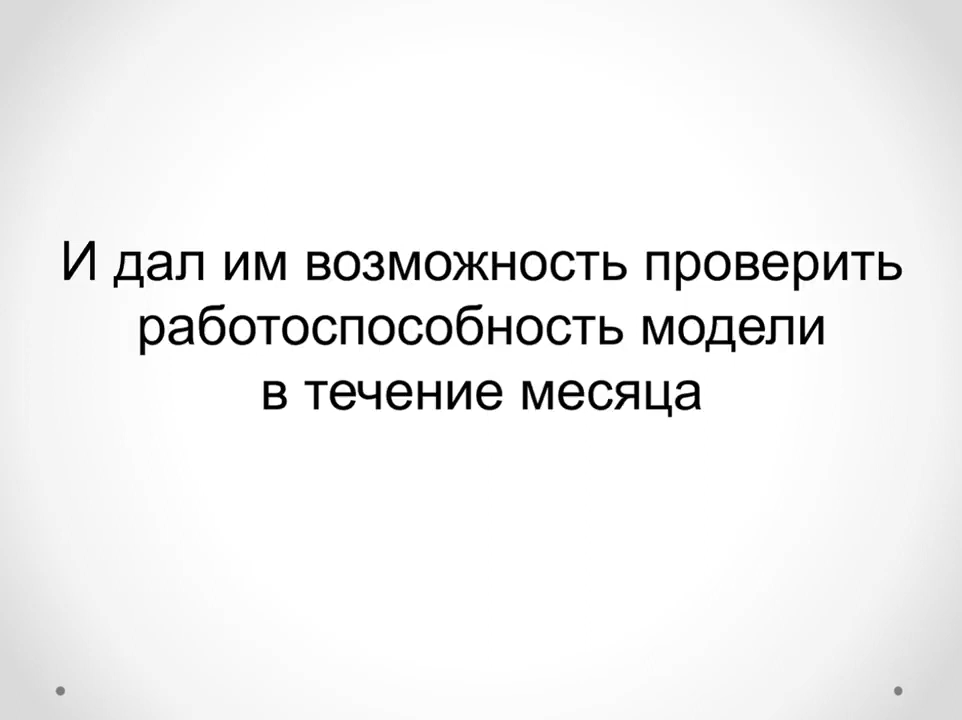 И дал им возможность проверить
работоспособность модели
в течение месяца